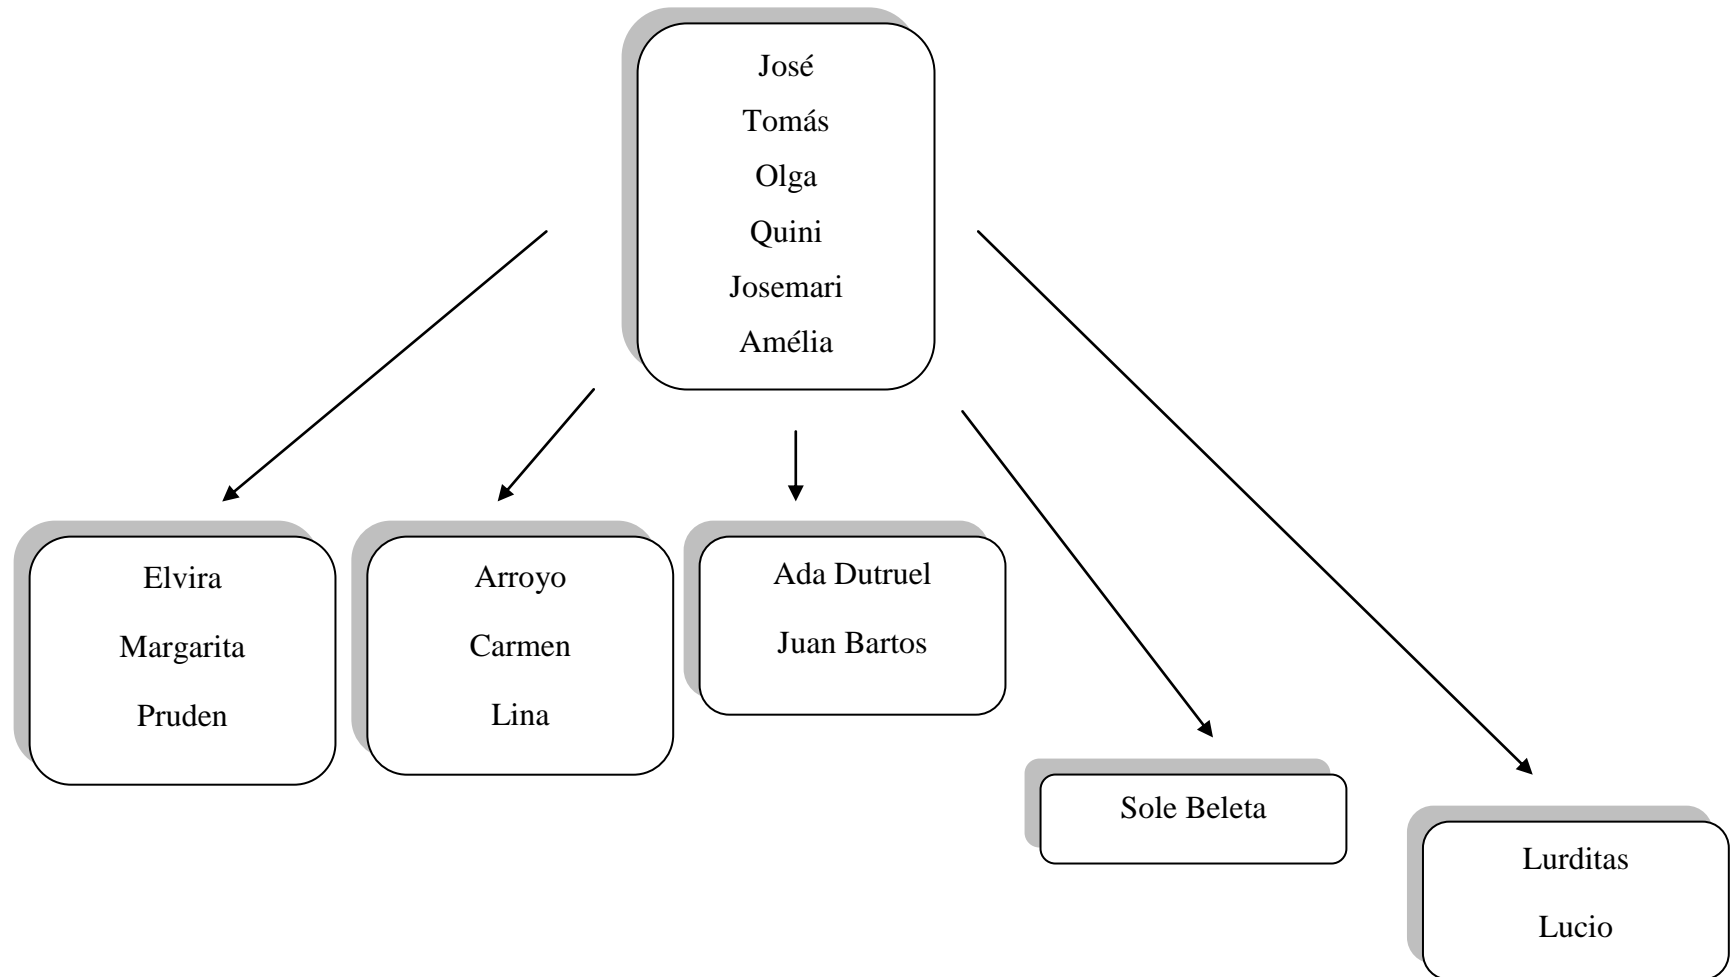 José
Tomás
Olga
Quini
Josemari
Amélia
Elvira
Margarita
Pruden
Arroyo
Carmen
Lina
Ada Dutruel
Juan Bartos
Sole Beleta
Lurditas
Lucio